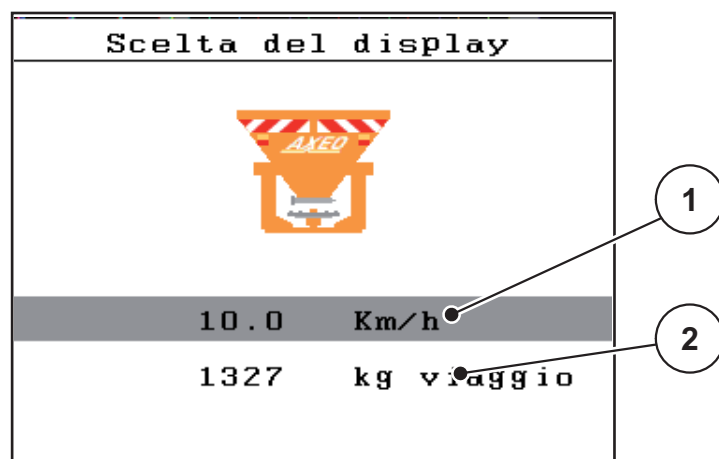 Scelta del display
AXEO
1
10.0 Km/h
2
1327 kg viaggio